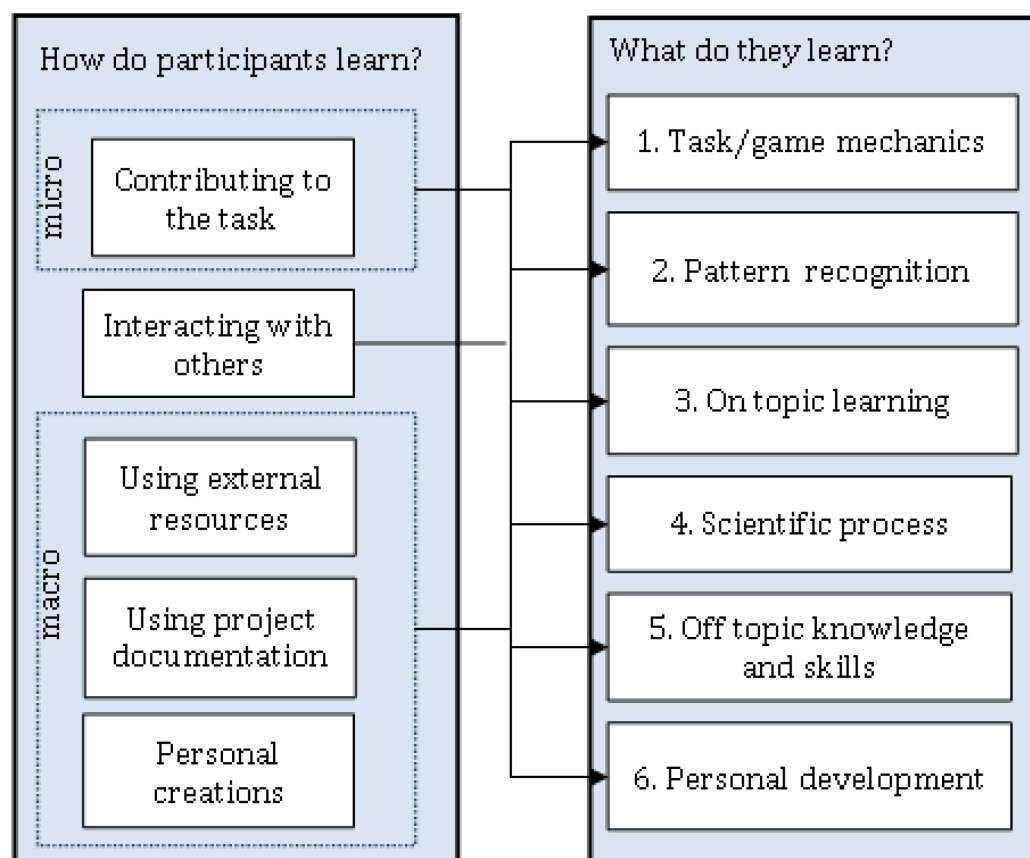 How do participants learn?
micro
Contributing to
the task
Interacting with
others
macro
Using external
resources
Using project
documentation
Personal
creations
What do they learn?
1. Task/game mechanics
2. Pattern recognition
3. On topic learning
4. Scientific process
5. Off topic knowledge
and skills
6. Personal development